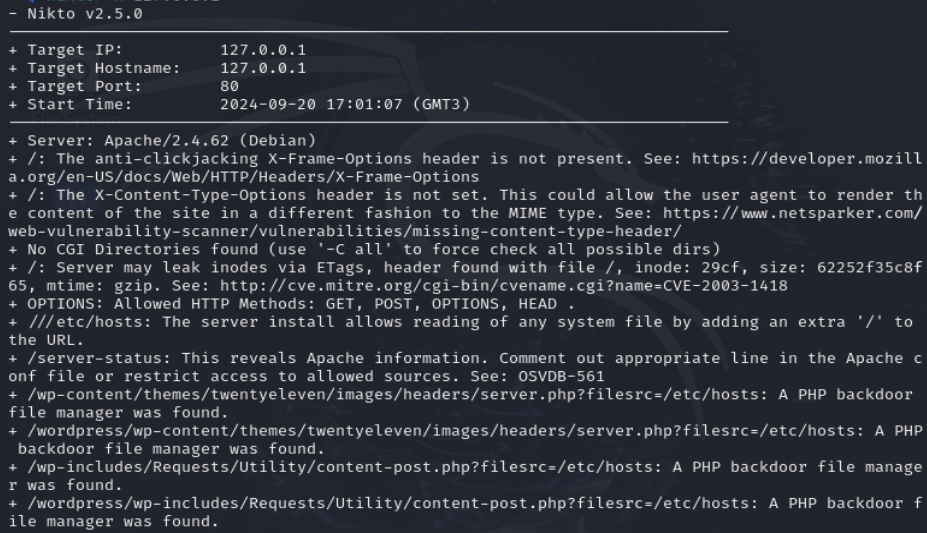 - Nikto v2.5.0
+ Target IP:          127.0.0.1
+ Target Hostname:    127.0.0.1
+ Target Port:        80
+ Start Time:         2024-09-20 17:01:07 (GMT3)
+ Server: Apache/2.4.62 (Debian)
+ /: The anti-clickjacking X-Frame-Options header is not present. See: https://developer.mozill
a.org/en-US/docs/Web/HTTP/Headers/X-Frame-Options
+ /: The X-Content-Type-Options header is not set. This could allow the user agent to render th
e content of the site in a different fashion to the MIME type. See: https://www.netsparker.com/
web-vulnerability-scanner/vulnerabilities/missing-content-type-header/
+ No CGI Directories found (use '-C all' to force check all possible dirs)
+ /: Server may leak inodes via ETags, header found with file /, inode: 29cf, size: 62252f35c8f
65, mtime: gzip. See: http://cve.mitre.org/cgi-bin/cvename.cgi?name=CVE-2003-1418
+ OPTIONS: Allowed HTTP Methods: GET, POST, OPTIONS, HEAD .
+ ///etc/hosts: The server install allows reading of any system file by adding an extra '/' to
the URL.
+ /server-status: This reveals Apache information. Comment out appropriate line in the Apache c
onf file or restrict access to allowed sources. See: OSVDB-561
+ /wp-content/themes/twentyeleven/images/headers/server.php?filesrc=/etc/hosts: A PHP backdoor
file manager was found.
+ /wordpress/wp-content/themes/twentyeleven/images/headers/server.php?filesrc=/etc/hosts: A PHP
 backdoor file manager was found.
+ /wp-includes/Requests/Utility/content-post.php?filesrc=/etc/hosts: A PHP backdoor file manage
r was found.
+ /wordpress/wp-includes/Requests/Utility/content-post.php?filesrc=/etc/hosts: A PHP backdoor f
ile manager was found.